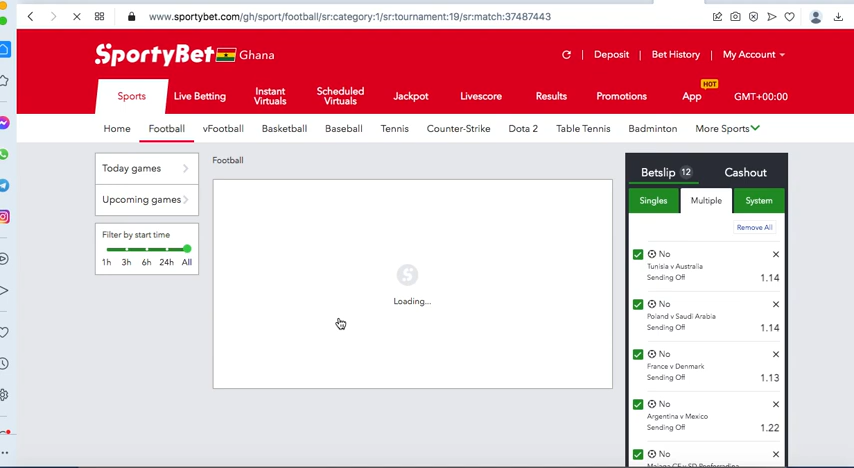 www.sportybet.com/gh/sport/football/sr:category:1/sr:tournament:19/sr:match:37487443
SportyBet Ghana
Deposit Bet History My Account
Sports Live Betting Instant Virtuals Scheduled Virtuals Jackpot Livescore Results Promotions App HOT GMT+00:00
Home Football vFootball Basketball Baseball Tennis Counter-Strike Dota 2 Table Tennis Badminton More Sports
Today games
Upcoming games
Filter by start time
1h 3h 6h 24h All
Football
Loading...
Betslip 12 Cashout
Singles Multiple System
Remove All
No
Tunisia v Australia
Sending Off 1.14
No
Poland v Saudi Arabia
Sending Off 1.14
No
France v Denmark
Sending Off 1.13
No
Argentina v Mexico
Sending Off 1.22
No
Malaga CF v SD Ponferradina